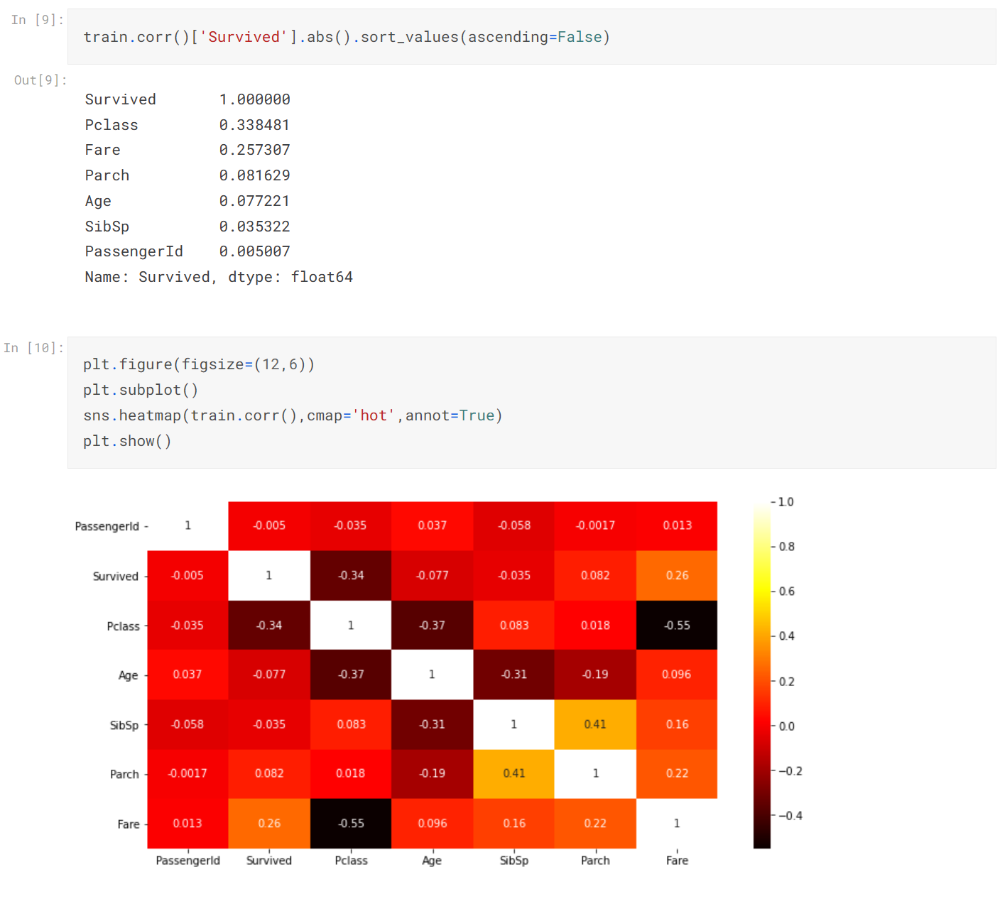 In [9]:
train.corr()['Survived'].abs().sort_values(ascending=False)
Out[9]:
Survived 1.000000
Pclass 0.338481
Fare 0.257307
Parch 0.081629
Age 0.077221
SibSp 0.035322
PassengerId 0.005007
Name: Survived, dtype: float64
In [10]:
plt.figure(figsize=(12,6))
plt.subplot()
sns.heatmap(train.corr(),cmap='hot',annot=True)
plt.show()
PassengerId 1 -0.005 -0.035 0.037 -0.058 -0.0017 0.013
Survived -0.005 1 -0.34 -0.077 -0.035 0.082 0.26
Pclass -0.035 -0.34 1 -0.37 0.083 0.018 -0.55
Age 0.037 -0.077 -0.37 1 -0.31 -0.19 0.096
SibSp -0.058 -0.035 0.083 -0.31 1 0.41 0.16
Parch -0.0017 0.082 0.018 -0.19 0.41 1 0.22
Fare 0.013 0.26 -0.55 0.096 0.16 0.22 1
PassengerId Survived Pclass Age SibSp Parch Fare
1.0
0.8
0.6
0.4
0.2
0.0
−0.2
−0.4